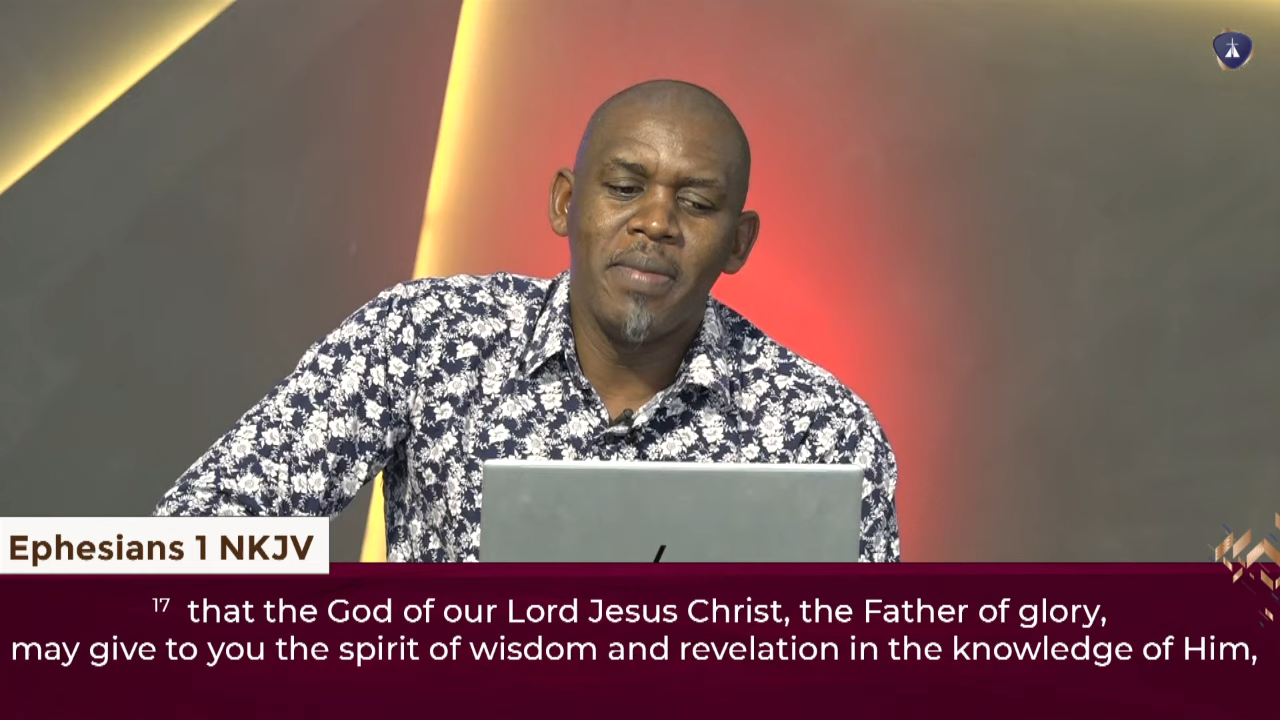 Ephesians 1 NKJV
17 that the God of our Lord Jesus Christ, the Father of glory,
may give to you the spirit of wisdom and revelation in the knowledge of Him,